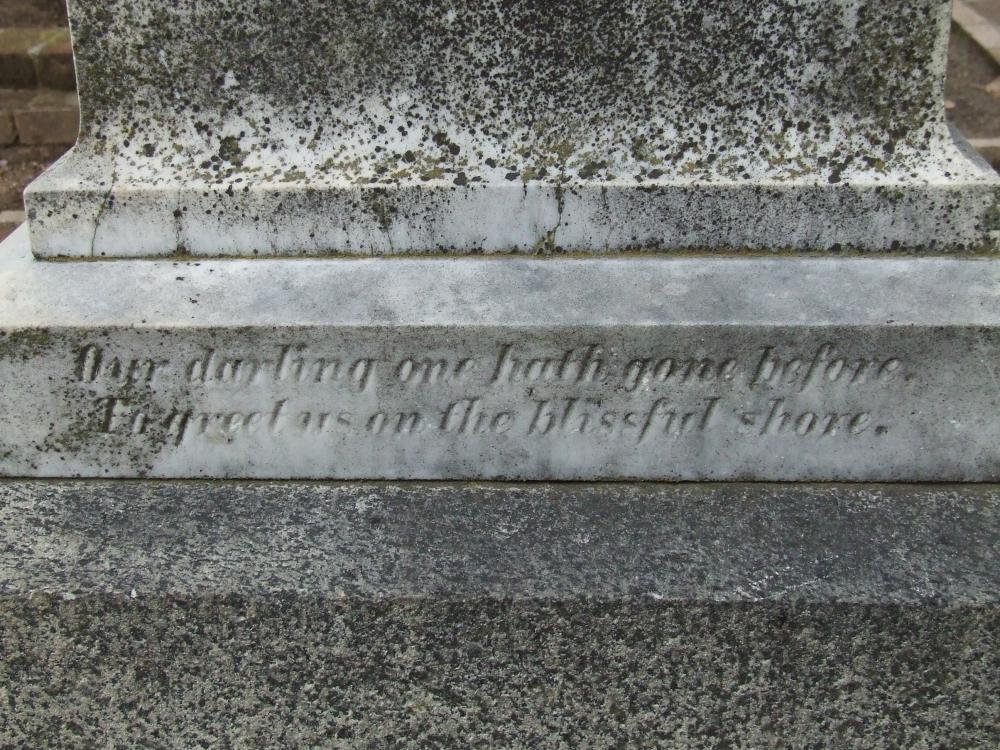 Our darling one hath gone before,
To greet us on the blissful shore.